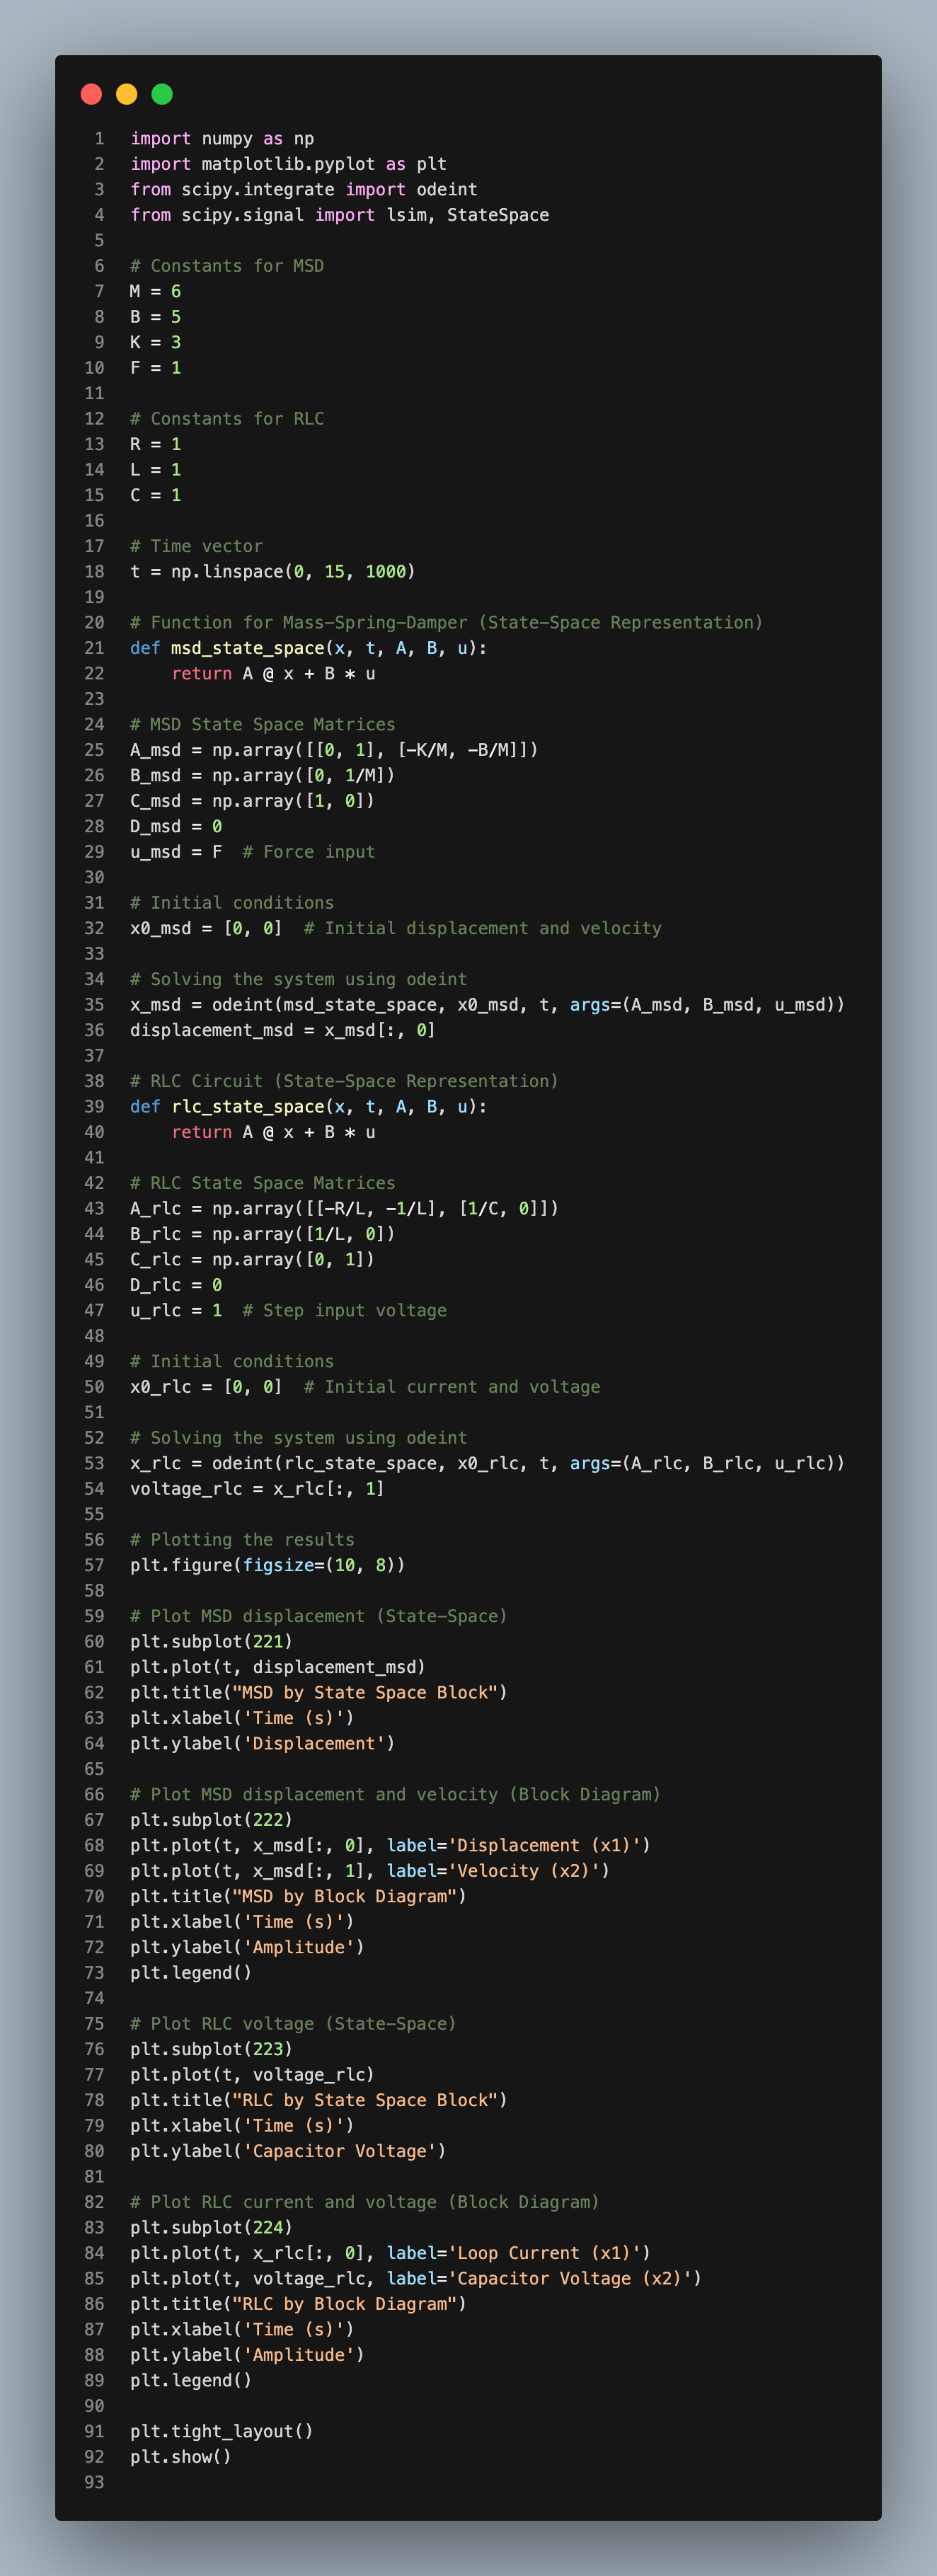 1 import numpy as np
2 import matplotlib.pyplot as plt
3 from scipy.integrate import odeint
4 from scipy.signal import lsim, StateSpace
5
6 # Constants for MSD
7 M = 6
8 B = 5
9 K = 3
10 F = 1
11
12 # Constants for RLC
13 R = 1
14 L = 1
15 C = 1
16
17 # Time vector
18 t = np.linspace(0, 15, 1000)
19
20 # Function for Mass-Spring-Damper (State-Space Representation)
21 def msd_state_space(x, t, A, B, u):
22     return A @ x + B * u
23
24 # MSD State Space Matrices
25 A_msd = np.array([[0, 1], [-K/M, -B/M]])
26 B_msd = np.array([0, 1/M])
27 C_msd = np.array([1, 0])
28 D_msd = 0
29 u_msd = F  # Force input
30
31 # Initial conditions
32 x0_msd = [0, 0]  # Initial displacement and velocity
33
34 # Solving the system using odeint
35 x_msd = odeint(msd_state_space, x0_msd, t, args=(A_msd, B_msd, u_msd))
36 displacement_msd = x_msd[:, 0]
37
38 # RLC Circuit (State-Space Representation)
39 def rlc_state_space(x, t, A, B, u):
40     return A @ x + B * u
41
42 # RLC State Space Matrices
43 A_rlc = np.array([[-R/L, -1/L], [1/C, 0]])
44 B_rlc = np.array([1/L, 0])
45 C_rlc = np.array([0, 1])
46 D_rlc = 0
47 u_rlc = 1  # Step input voltage
48
49 # Initial conditions
50 x0_rlc = [0, 0]  # Initial current and voltage
51
52 # Solving the system using odeint
53 x_rlc = odeint(rlc_state_space, x0_rlc, t, args=(A_rlc, B_rlc, u_rlc))
54 voltage_rlc = x_rlc[:, 1]
55
56 # Plotting the results
57 plt.figure(figsize=(10, 8))
58
59 # Plot MSD displacement (State-Space)
60 plt.subplot(221)
61 plt.plot(t, displacement_msd)
62 plt.title("MSD by State Space Block")
63 plt.xlabel('Time (s)')
64 plt.ylabel('Displacement')
65
66 # Plot MSD displacement and velocity (Block Diagram)
67 plt.subplot(222)
68 plt.plot(t, x_msd[:, 0], label='Displacement (x1)')
69 plt.plot(t, x_msd[:, 1], label='Velocity (x2)')
70 plt.title("MSD by Block Diagram")
71 plt.xlabel('Time (s)')
72 plt.ylabel('Amplitude')
73 plt.legend()
74
75 # Plot RLC voltage (State-Space)
76 plt.subplot(223)
77 plt.plot(t, voltage_rlc)
78 plt.title("RLC by State Space Block")
79 plt.xlabel('Time (s)')
80 plt.ylabel('Capacitor Voltage')
81
82 # Plot RLC current and voltage (Block Diagram)
83 plt.subplot(224)
84 plt.plot(t, x_rlc[:, 0], label='Loop Current (x1)')
85 plt.plot(t, voltage_rlc, label='Capacitor Voltage (x2)')
86 plt.title("RLC by Block Diagram")
87 plt.xlabel('Time (s)')
88 plt.ylabel('Amplitude')
89 plt.legend()
90
91 plt.tight_layout()
92 plt.show()
93